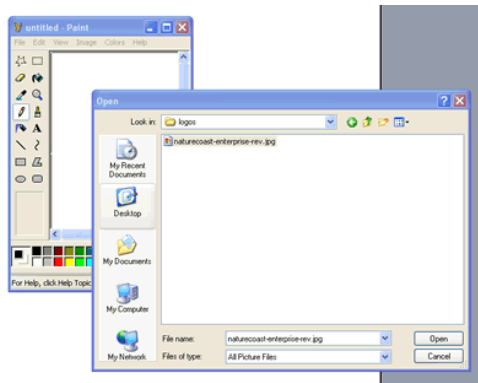 untitled - Paint
File Edit View Image Colors Help
A
Open
Look in: logos
naturecoast-enterprise-rev.jpg
My Recent
Documents
Desktop
My Documents
My Computer
My Network
File name: naturecoast-enterprise-rev.jpg Open
Files of type: All Picture Files Cancel
For Help, click Help Topic